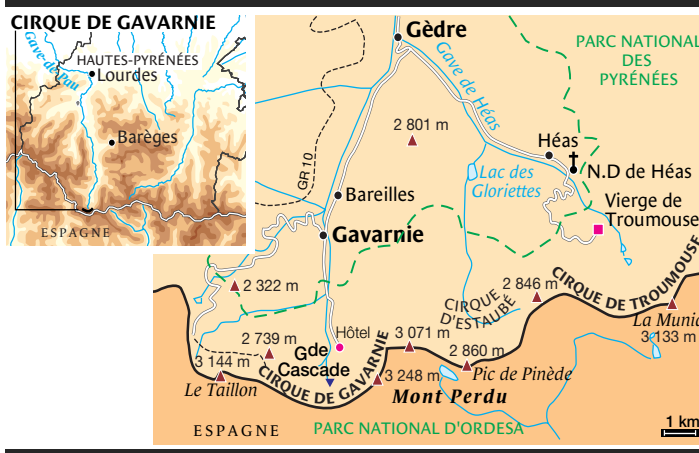 CIRQUE DE GAVARNIE
HAUTES-PYRÉNÉES
Gave de Pau
Lourdes
Barèges
ESPAGNE
Gèdre
PARC NATIONAL
DES
PYRÉNÉES
Gave de Héas
2 801 m
Héas
GR 10
Lac des
Gloriettes
N.D de Héas
Bareilles
Vierge de
Troumouse
Gavarnie
2 322 m
2 846 m
CIRQUE
D'ESTAUBÉ
CIRQUE DE TROUMOUSE
La Munia
3 133 m
Hôtel
3 071 m
2 739 m
Gde
Cascade
2 860 m
3 144 m
CIRQUE DE GAVARNIE
3 248 m
Pic de Pinède
Le Taillon
Mont Perdu
ESPAGNE
PARC NATIONAL D'ORDESA
1 km